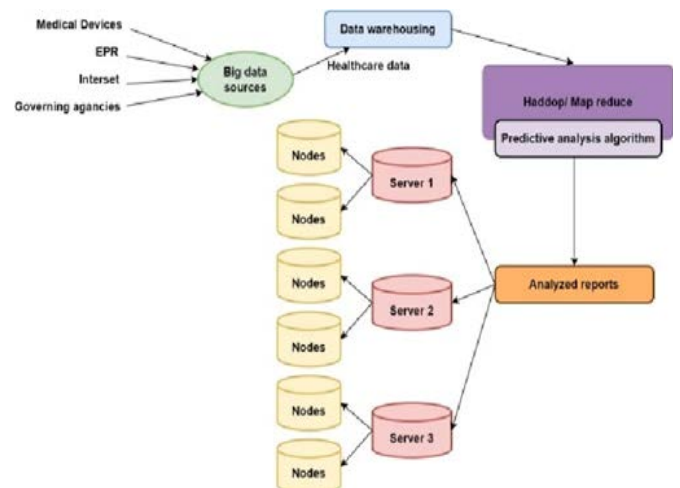 Medical Devices
EPR
Interset
Governing agancies
Big data
sources
Data warehousing
Healthcare data
Haddop/ Map reduce
Predictive analysis algorithm
Nodes
Server 1
Nodes
Analyzed reports
Nodes
Server 2
Nodes
Nodes
Server 3
Nodes